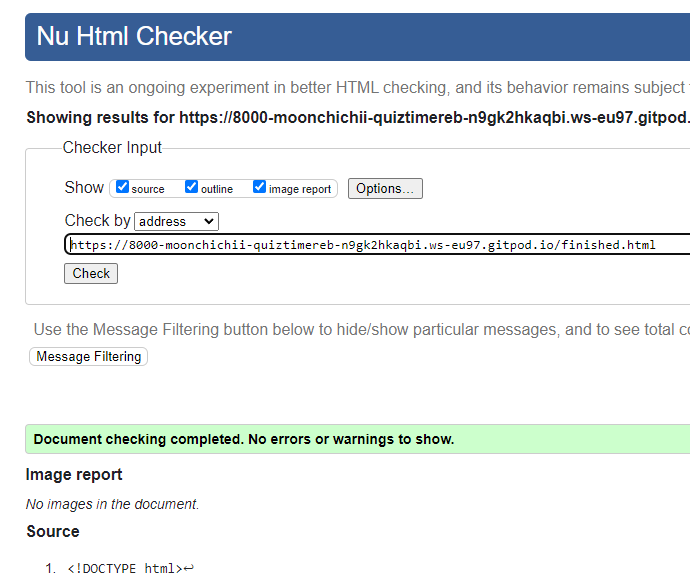 Nu Html Checker
This tool is an ongoing experiment in better HTML checking, and its behavior remains subject
Showing results for https://8000-moonchichii-quiztimereb-n9gk2hkaqbi.ws-eu97.gitpod.
Checker Input
Show source outline image report Options...
Check by address
https://8000-moonchichii-quiztimereb-n9gk2hkaqbi.ws-eu97.gitpod.io/finished.html
Check
Use the Message Filtering button below to hide/show particular messages, and to see total
Message Filtering
Document checking completed. No errors or warnings to show.
Image report
No images in the document.
Source
1. <!DOCTYPE html>↩